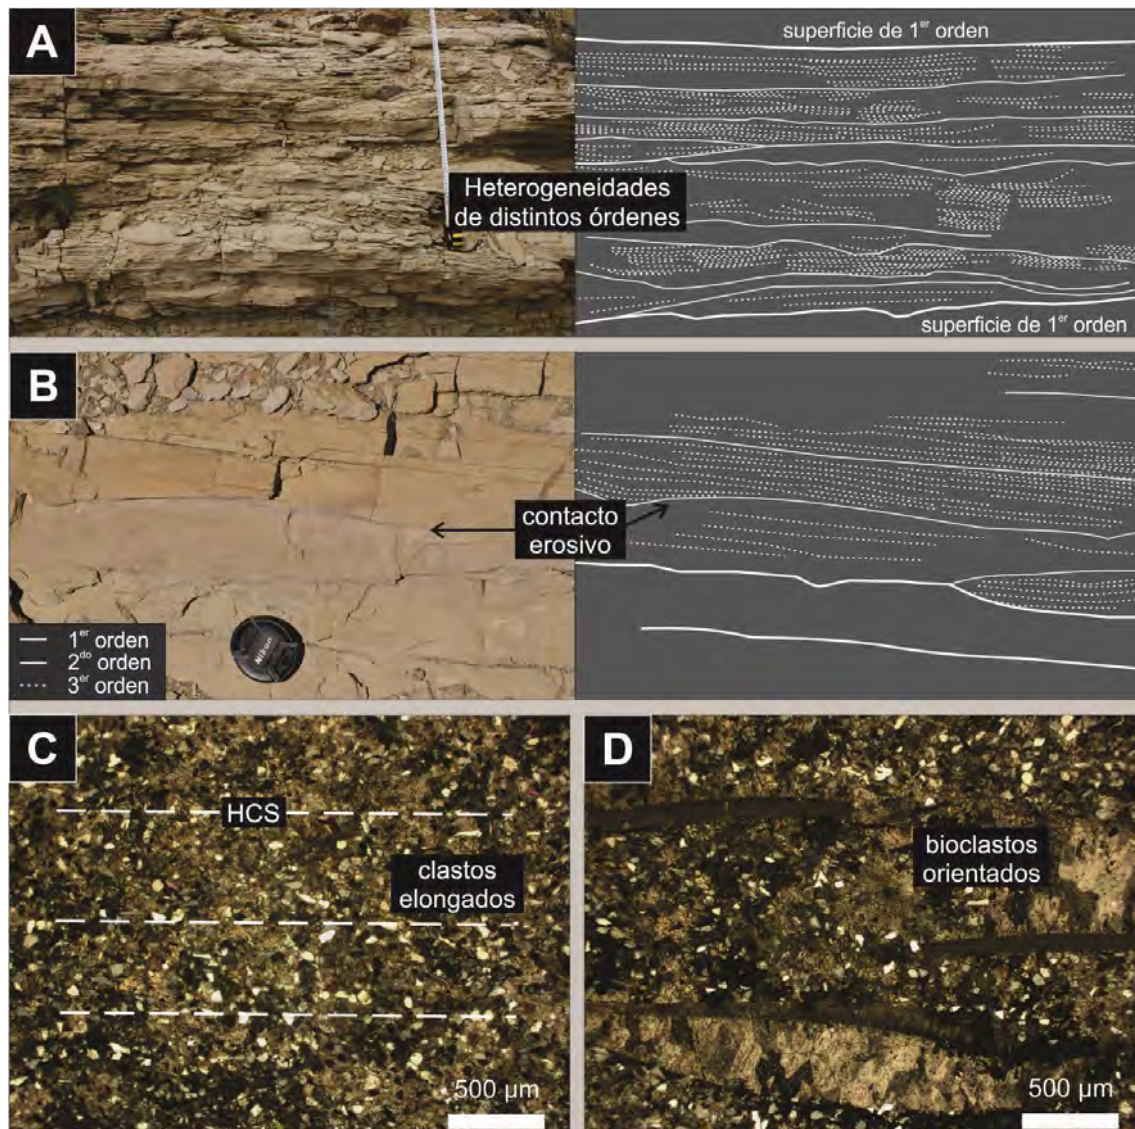 A
superficie de 1er orden
Heterogeneidades
de distintos órdenes
superficie de 1er orden
B
contacto
erosivo
Nikon
1er orden
2do orden
3er orden
C
HCS
clastos
elongados
500 µm
D
bioclastos
orientados
500 µm